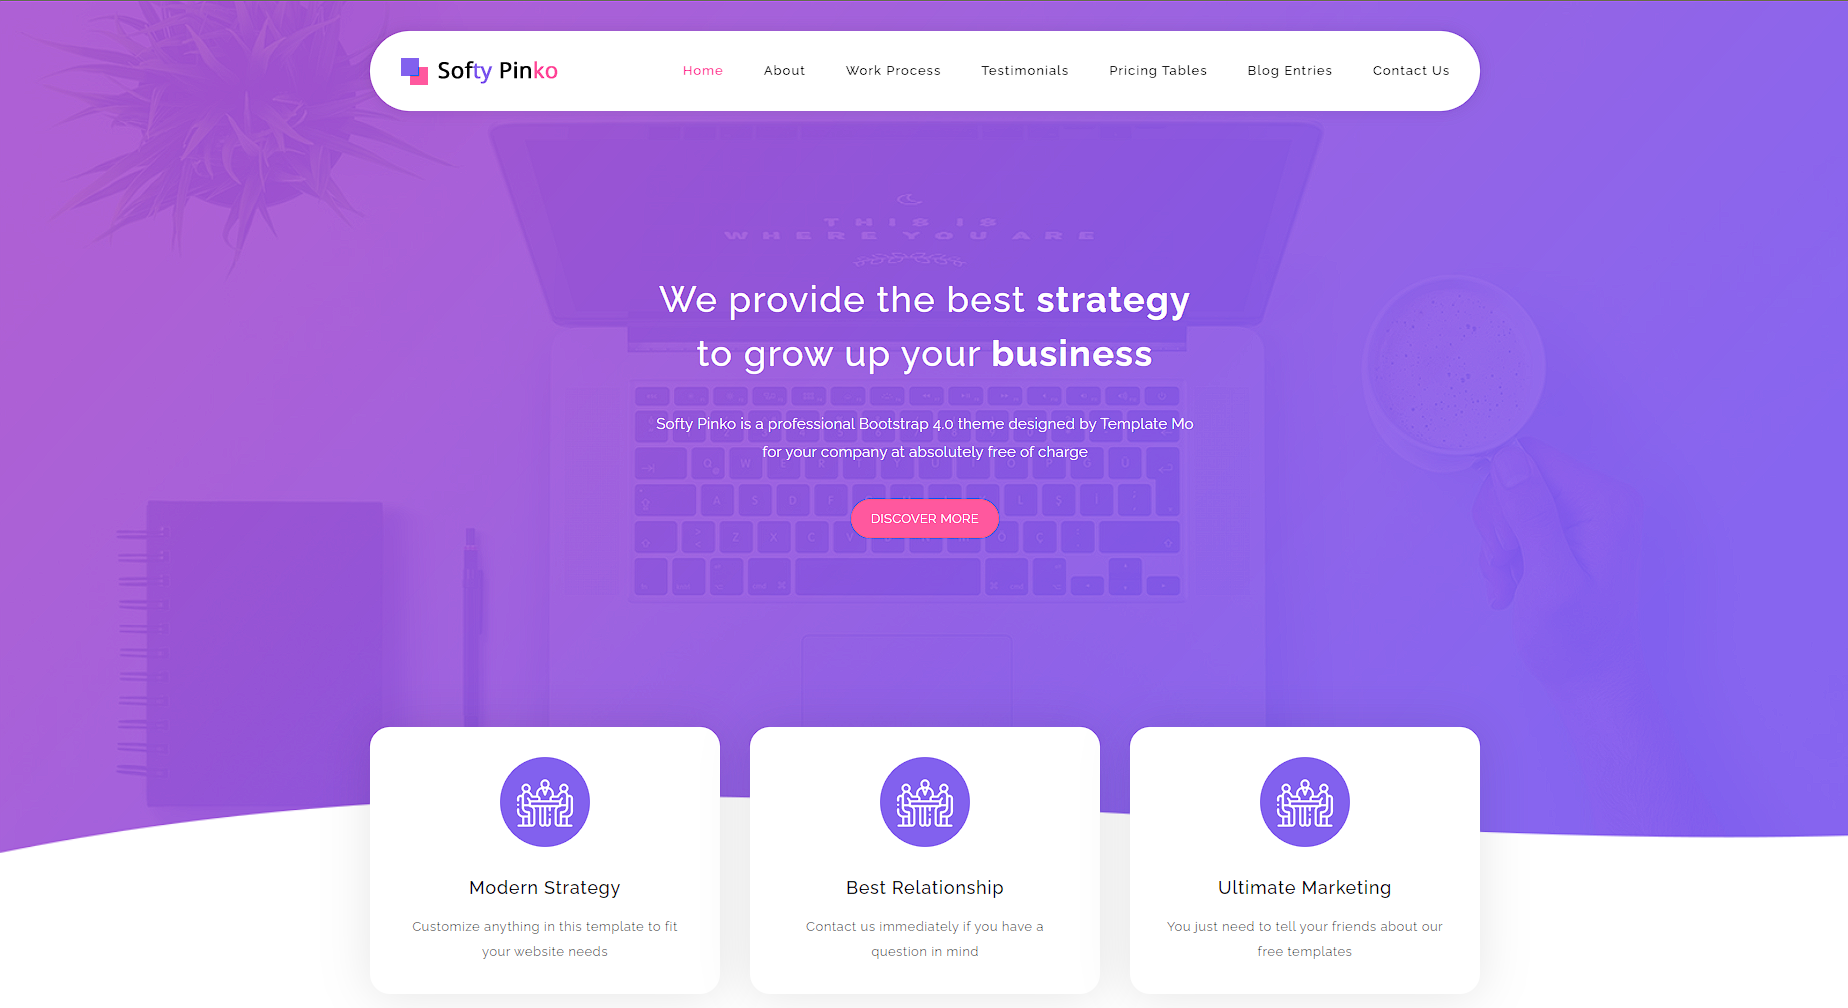 Softy Pinko
Home
About
Work Process
Testimonials
Pricing Tables
Blog Entries
Contact Us
THIS IS
WHERE YOU ARE
We provide the best strategy
to grow up your business
Softy Pinko is a professional Bootstrap 4.0 theme designed by Template Mo
for your company at absolutely free of charge
DISCOVER MORE
Modern Strategy
Customize anything in this template to fit
your website needs
Best Relationship
Contact us immediately if you have a
question in mind
Ultimate Marketing
You just need to tell your friends about our
free templates